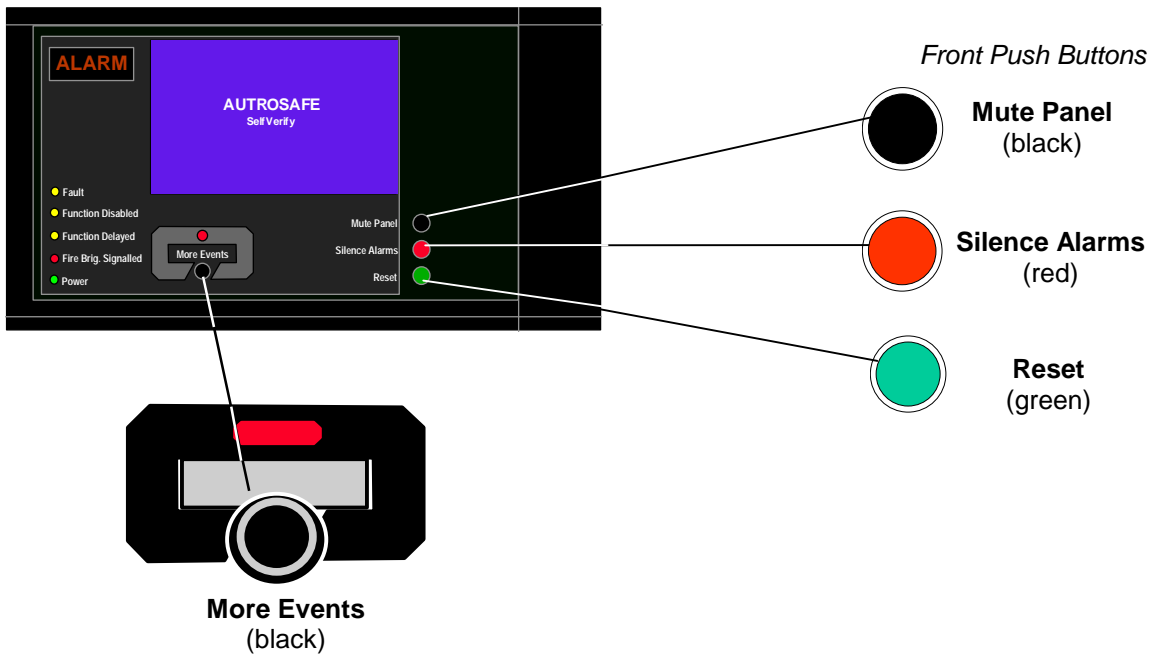 ALARM
AUTROSAFE
SelfVerify
Fault
Function Disabled
Function Delayed
Fire Brig. Signalled
Power
More Events
Mute Panel
Silence Alarms
Reset
Front Push Buttons
Mute Panel
(black)
Silence Alarms
(red)
Reset
(green)
More Events
(black)